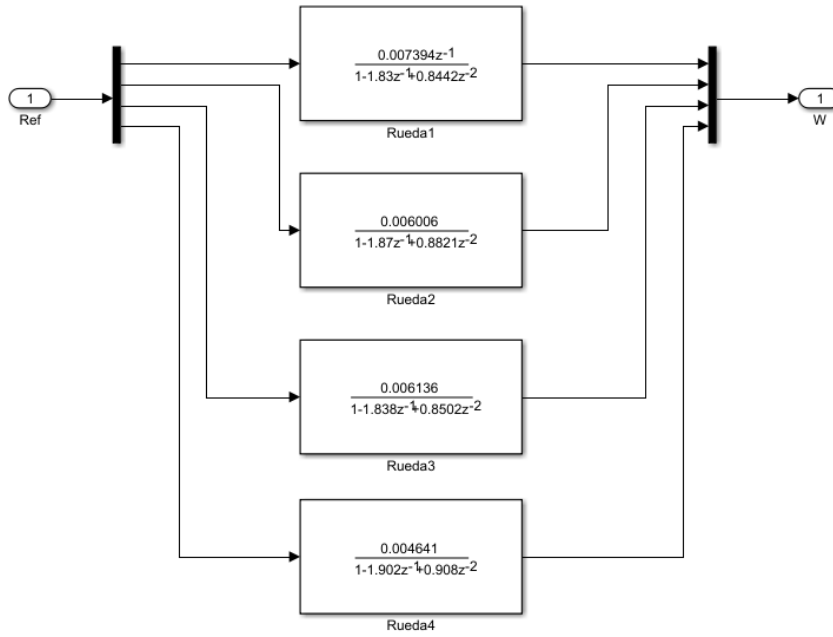 1
Ref
0.007394z-1
1-1.83z-1+0.8442z-2
Rueda1
0.006006
1-1.87z-1+0.8821z-2
Rueda2
0.006136
1-1.838z-1+0.8502z-2
Rueda3
0.004641
1-1.902z-1+0.908z-2
Rueda4
1
W